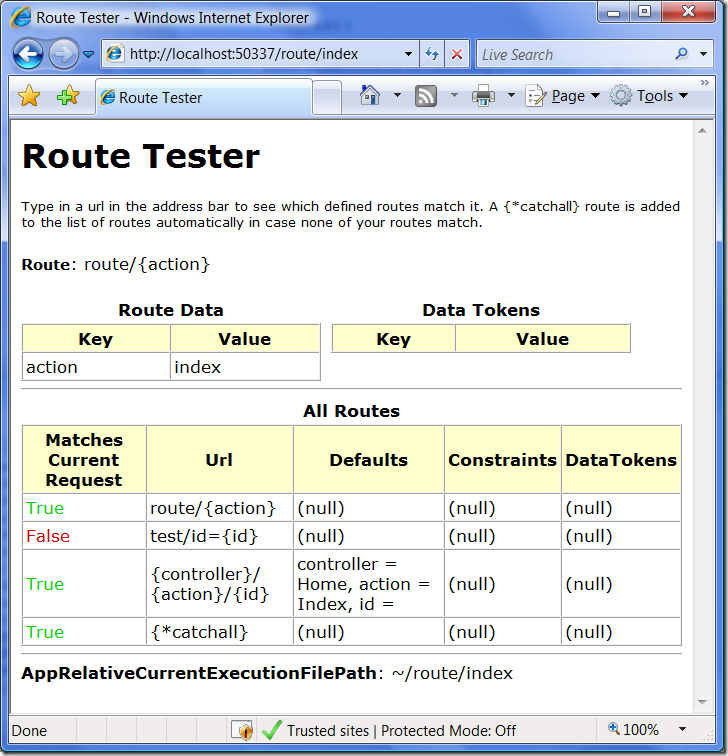 Route Tester - Windows Internet Explorer
http://localhost:50337/route/index
Live Search
Route Tester
Page
Tools
»
Route Tester
Type in a url in the address bar to see which defined routes match it. A {*catchall} route is added
to the list of routes automatically in case none of your routes match.
Route: route/{action}
Route Data
Key Value
action index
Data Tokens
Key Value
All Routes
Matches
Current
Request
Url
Defaults
Constraints
DataTokens
True route/{action} (null) (null) (null)
False test/id={id} (null) (null) (null)
True
{controller}/
{action}/{id}
controller =
Home, action =
Index, id =
(null) (null)
True {*catchall} (null) (null) (null)
AppRelativeCurrentExecutionFilePath: ~/route/index
Done
Trusted sites | Protected Mode: Off
100%